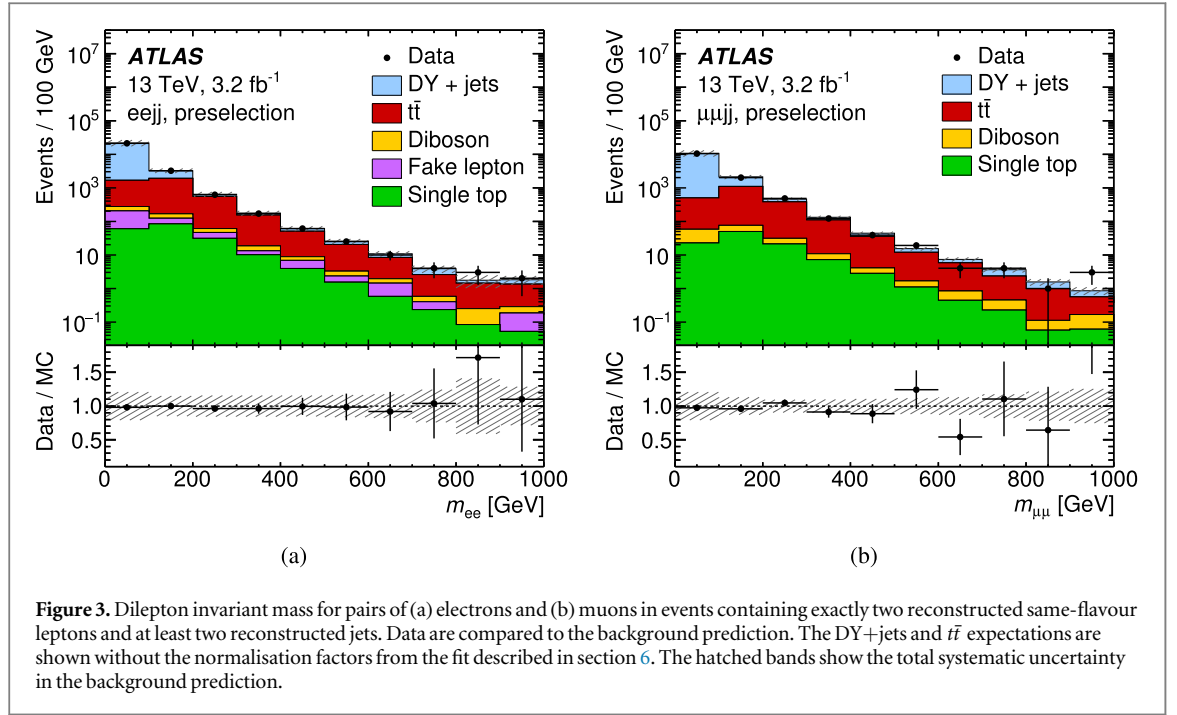 Events / 100 GeV
10⁷
10⁵
10³
10
10⁻¹
ATLAS
13 TeV, 3.2 fb⁻¹
eejj, preselection
Data
DY + jets
tt̄
Diboson
Fake lepton
Single top
Data / MC
1.5
1.0
0.5
0 200 400 600 800 1000
m_ee [GeV]
(a)
Events / 100 GeV
10⁷
10⁵
10³
10
10⁻¹
ATLAS
13 TeV, 3.2 fb⁻¹
μμjj, preselection
Data
DY + jets
tt̄
Diboson
Single top
Data / MC
1.5
1.0
0.5
0 200 400 600 800 1000
m_μμ [GeV]
(b)
Figure 3. Dilepton invariant mass for pairs of (a) electrons and (b) muons in events containing exactly two reconstructed same-flavour
leptons and at least two reconstructed jets. Data are compared to the background prediction. The DY+jets and tt̄ expectations are
shown without the normalisation factors from the fit described in section 6. The hatched bands show the total systematic uncertainty
in the background prediction.